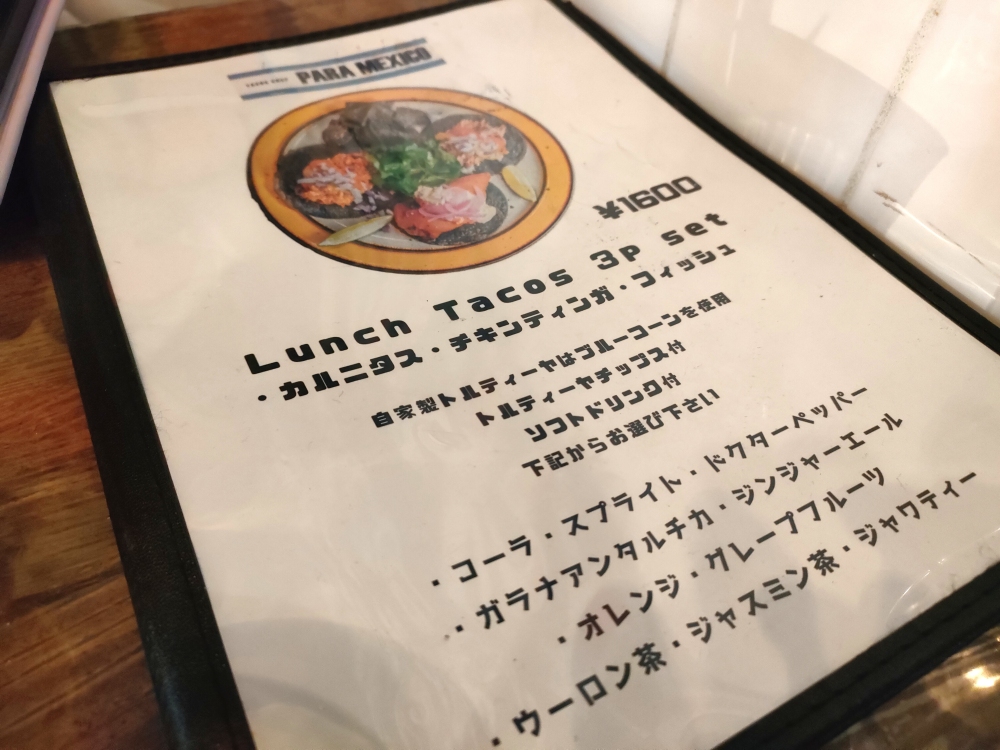 PARA MEXICO
¥1600
Lunch Tacos 3P set
・カルニタス・チキンティンガ・フィッシュ
自家製トルティーヤはブルーコーンを使用
トルティーヤチップス付
ソフトドリンク付
下記からお選び下さい
・コーラ・スプライト・ドクターペッパー
・ガラナアンタルチカ・ジンジャーエール
・オレンジ・グレープフルーツ
・ウーロン茶・ジャスミン茶・ジャワティー